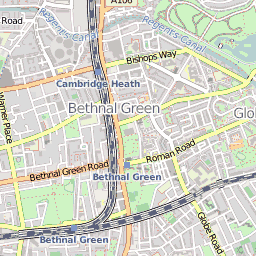 A106
Road
Regent's Canal
Regent's Canal
Bishops Way
Cambridge Heath
Bethnal Green
Glo
Warner Place
Roman Road
Bethnal Green Road
Bethnal Green
Globe Road
Bethnal Green